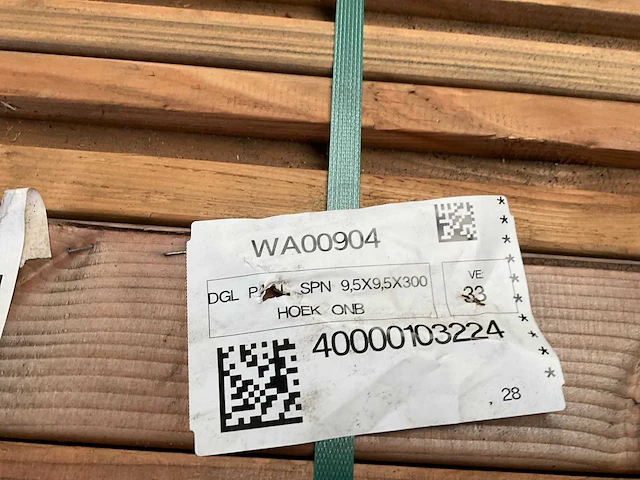 WA00904
DGL SPN 9,5X9,5X300
HOEK ONB
VE
33
40000103224
, 28